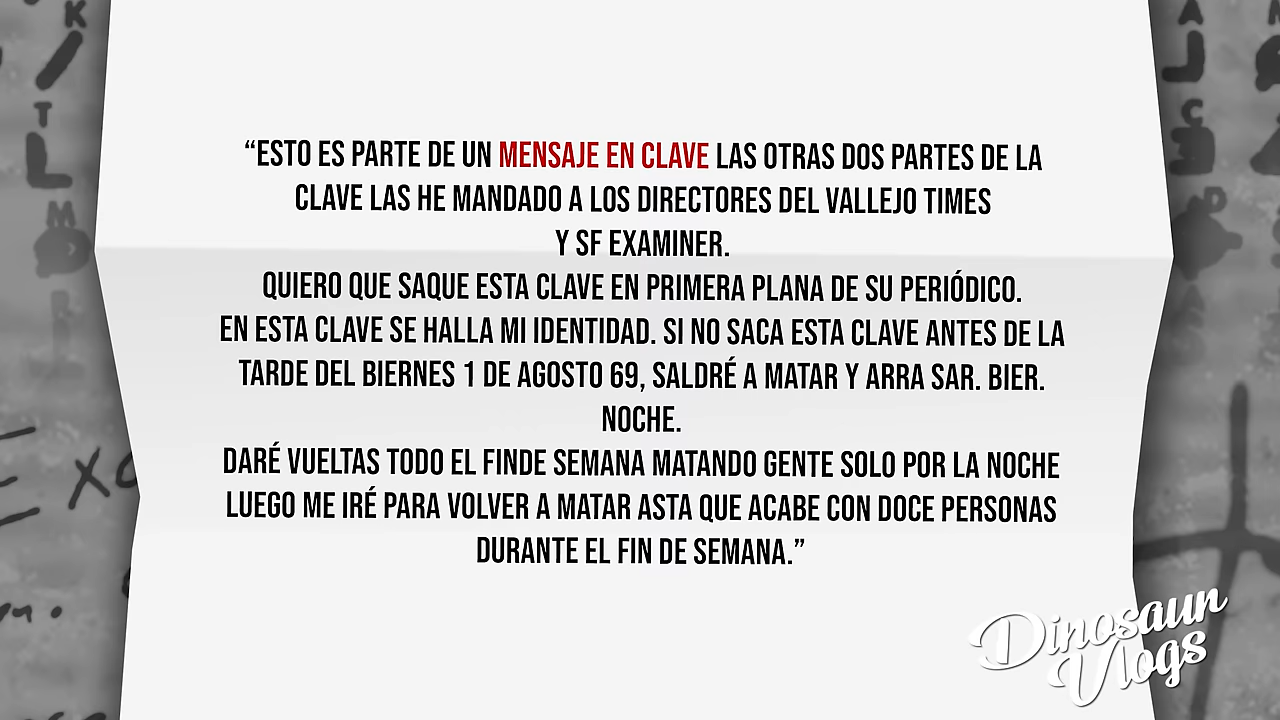 “ESTO ES PARTE DE UN MENSAJE EN CLAVE LAS OTRAS DOS PARTES DE LA
CLAVE LAS HE MANDADO A LOS DIRECTORES DEL VALLEJO TIMES
Y SF EXAMINER.
QUIERO QUE SAQUE ESTA CLAVE EN PRIMERA PLANA DE SU PERIÓDICO.
EN ESTA CLAVE SE HALLA MI IDENTIDAD. SI NO SACA ESTA CLAVE ANTES DE LA
TARDE DEL BIERNES 1 DE AGOSTO 69, SALDRÉ A MATAR Y ARRA SAR. BIER.
NOCHE.
DARÉ VUELTAS TODO EL FINDE SEMANA MATANDO GENTE SOLO POR LA NOCHE
LUEGO ME IRÉ PARA VOLVER A MATAR ASTA QUE ACABE CON DOCE PERSONAS
DURANTE EL FIN DE SEMANA.”
Dinosaur
Vlogs